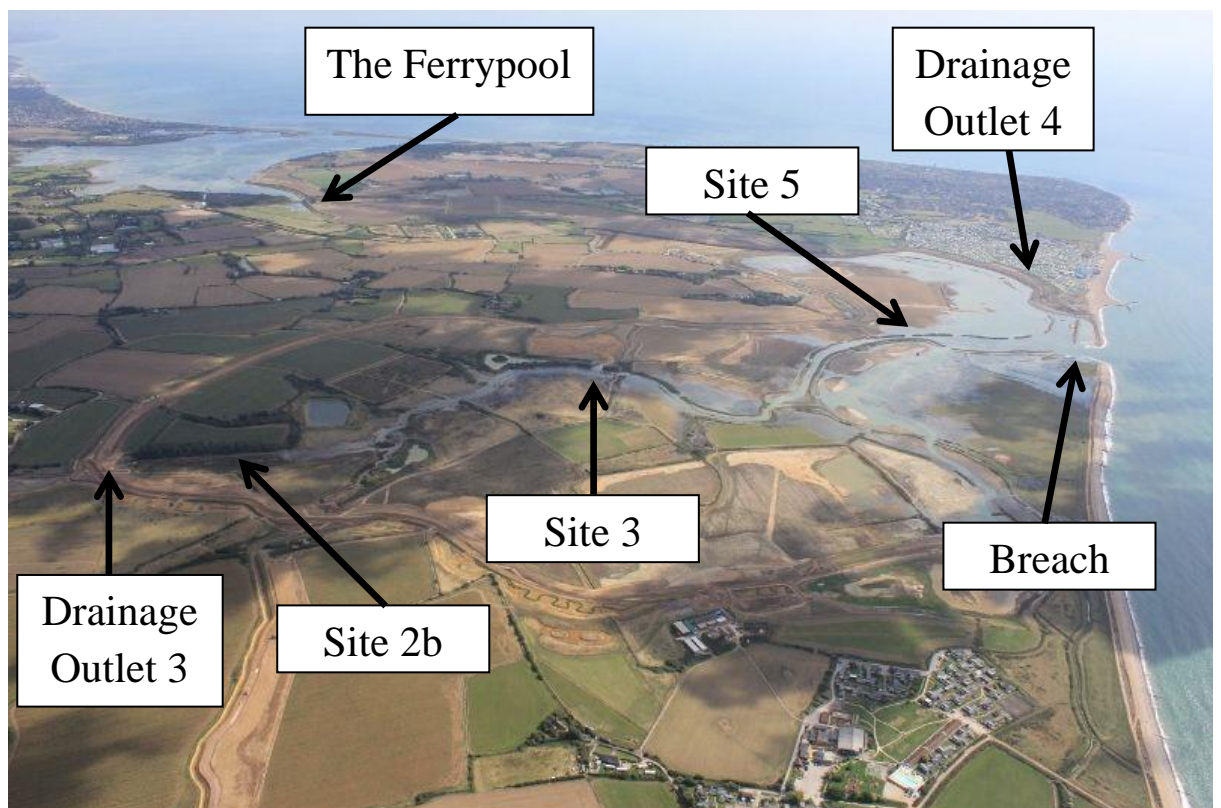 The Ferrypool
Drainage
Outlet 4
Site 5
Site 3
Breach
Drainage
Outlet 3
Site 2b